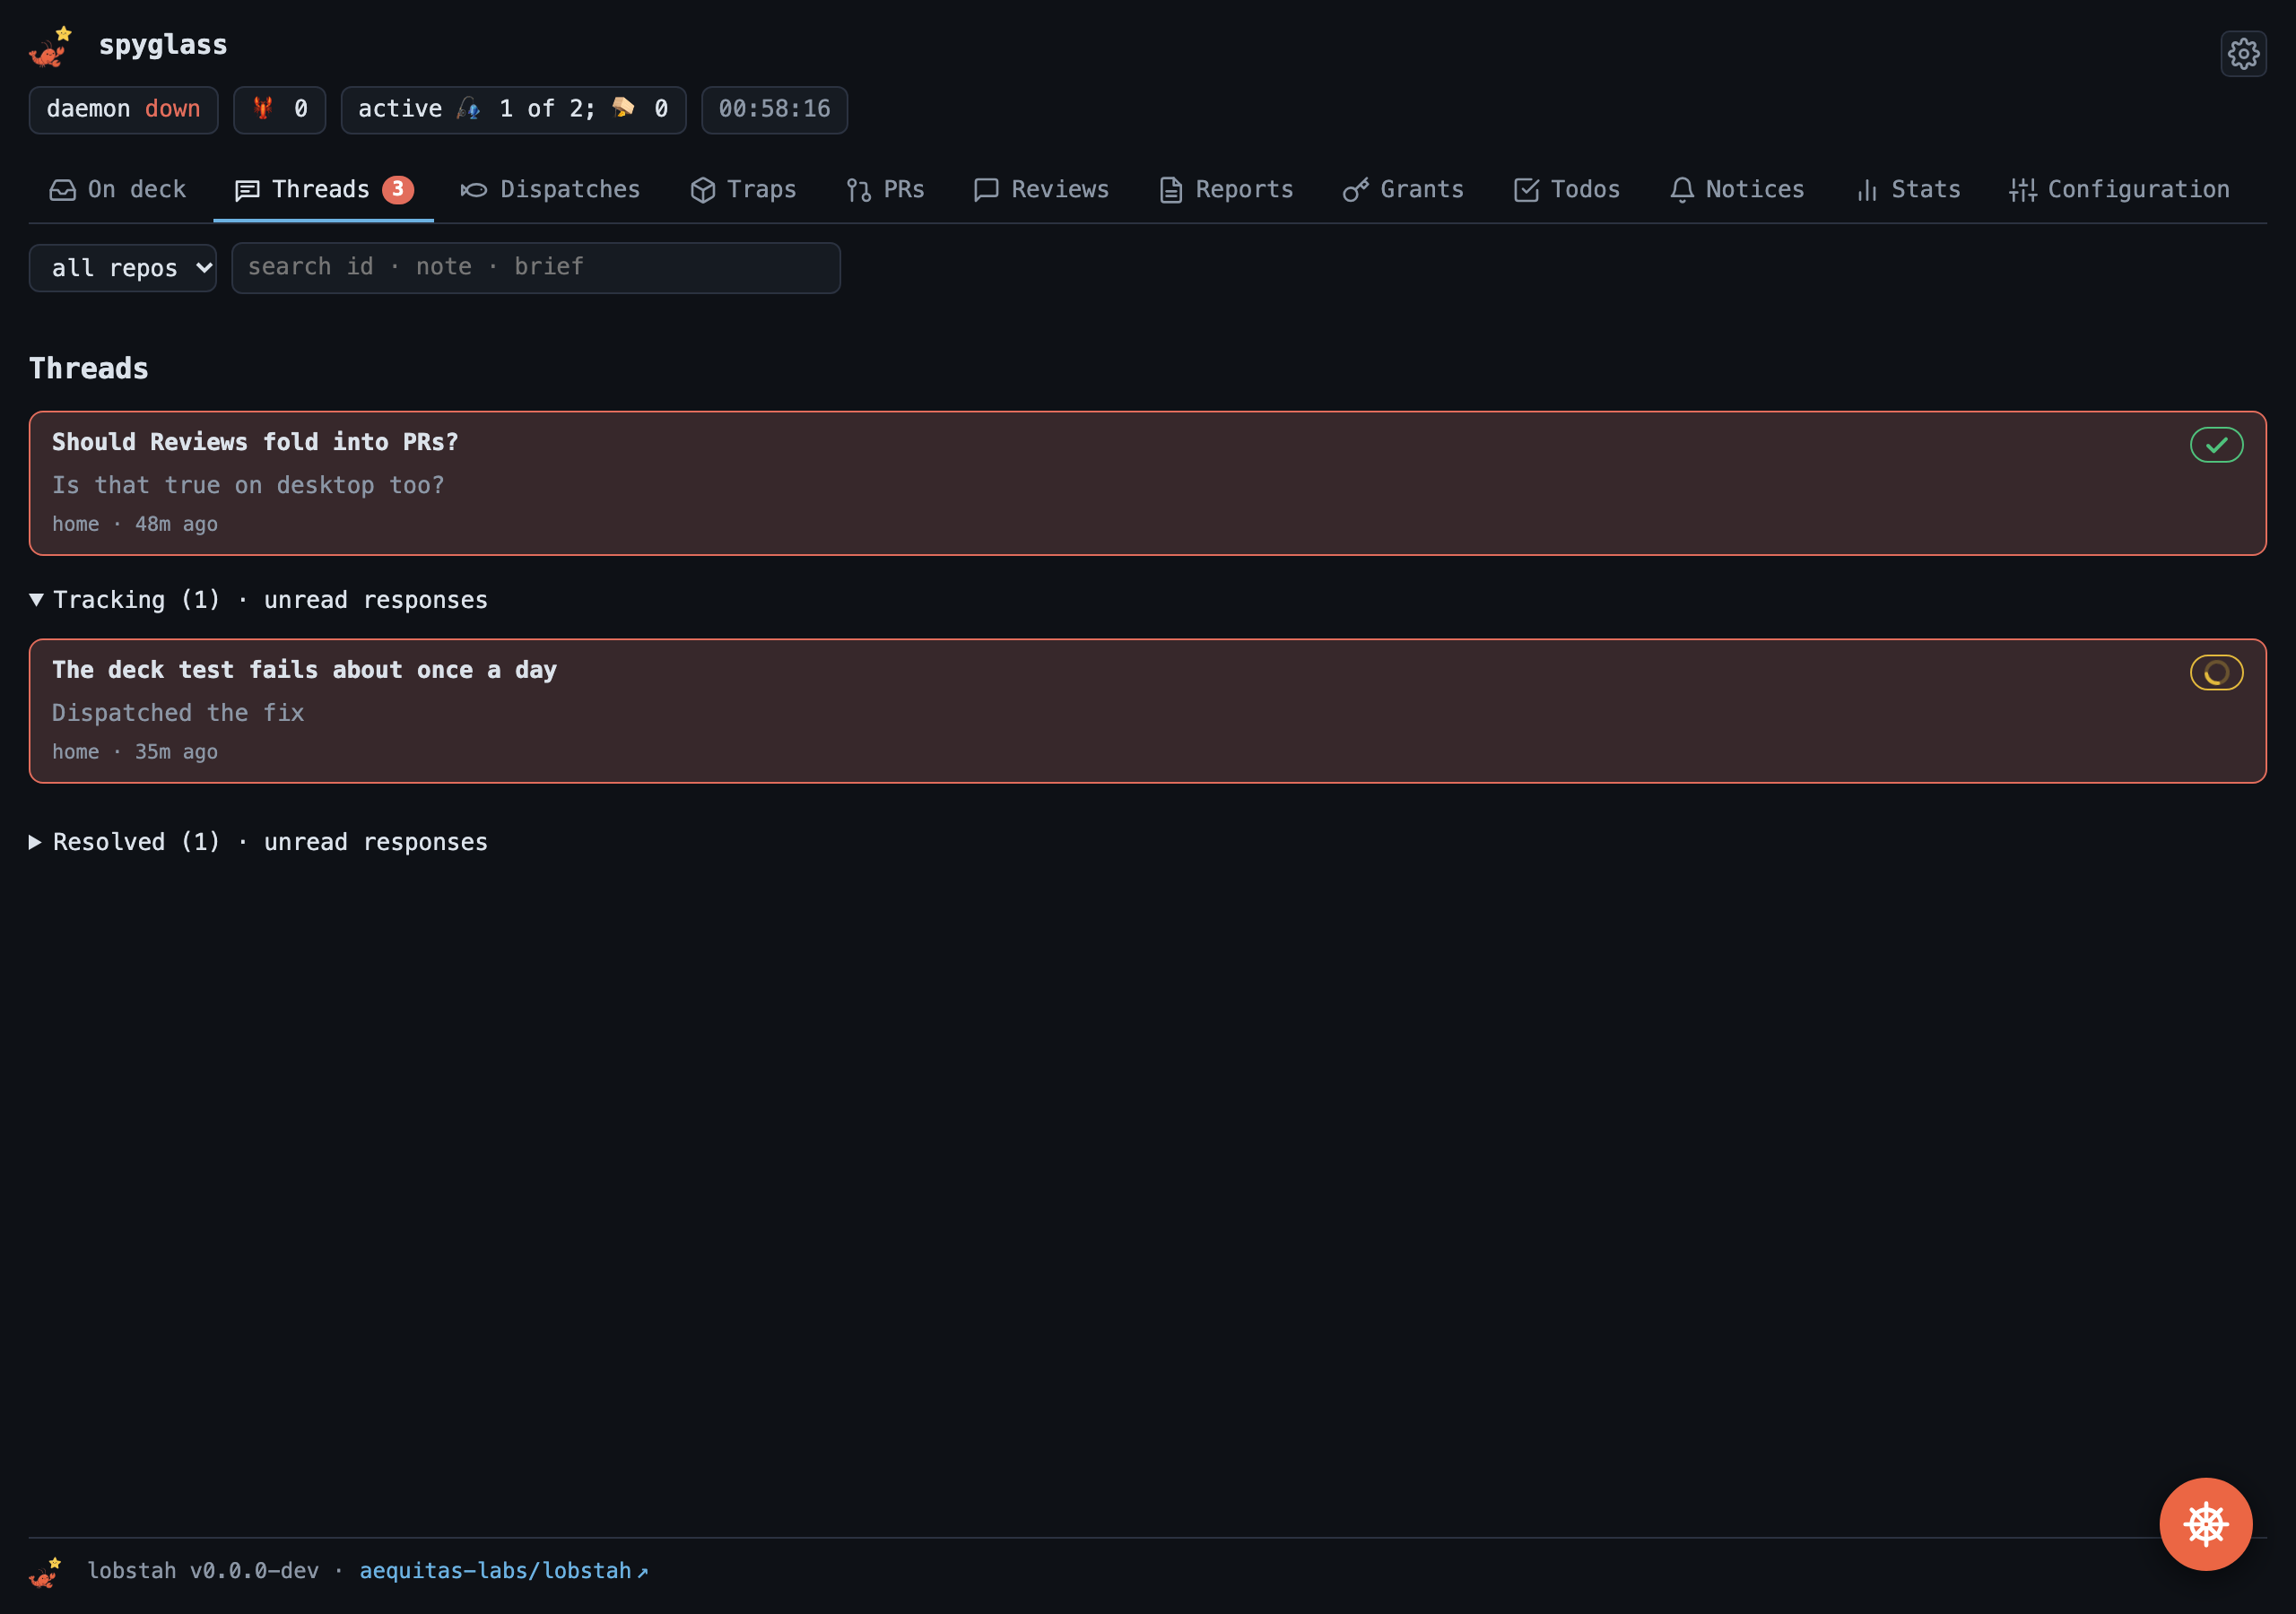 spyglass
daemon down
0
active 1 of 2; 0
00:58:16
On deck
Threads 3
Dispatches
Traps
PRs
Reviews
Reports
Grants
Todos
Notices
Stats
Configuration
all repos
search id · note · brief
Threads
Should Reviews fold into PRs?
Is that true on desktop too?
home · 48m ago
Tracking (1) · unread responses
The deck test fails about once a day
Dispatched the fix
home · 35m ago
Resolved (1) · unread responses
lobstah v0.0.0-dev · aequitas-labs/lobstah↗